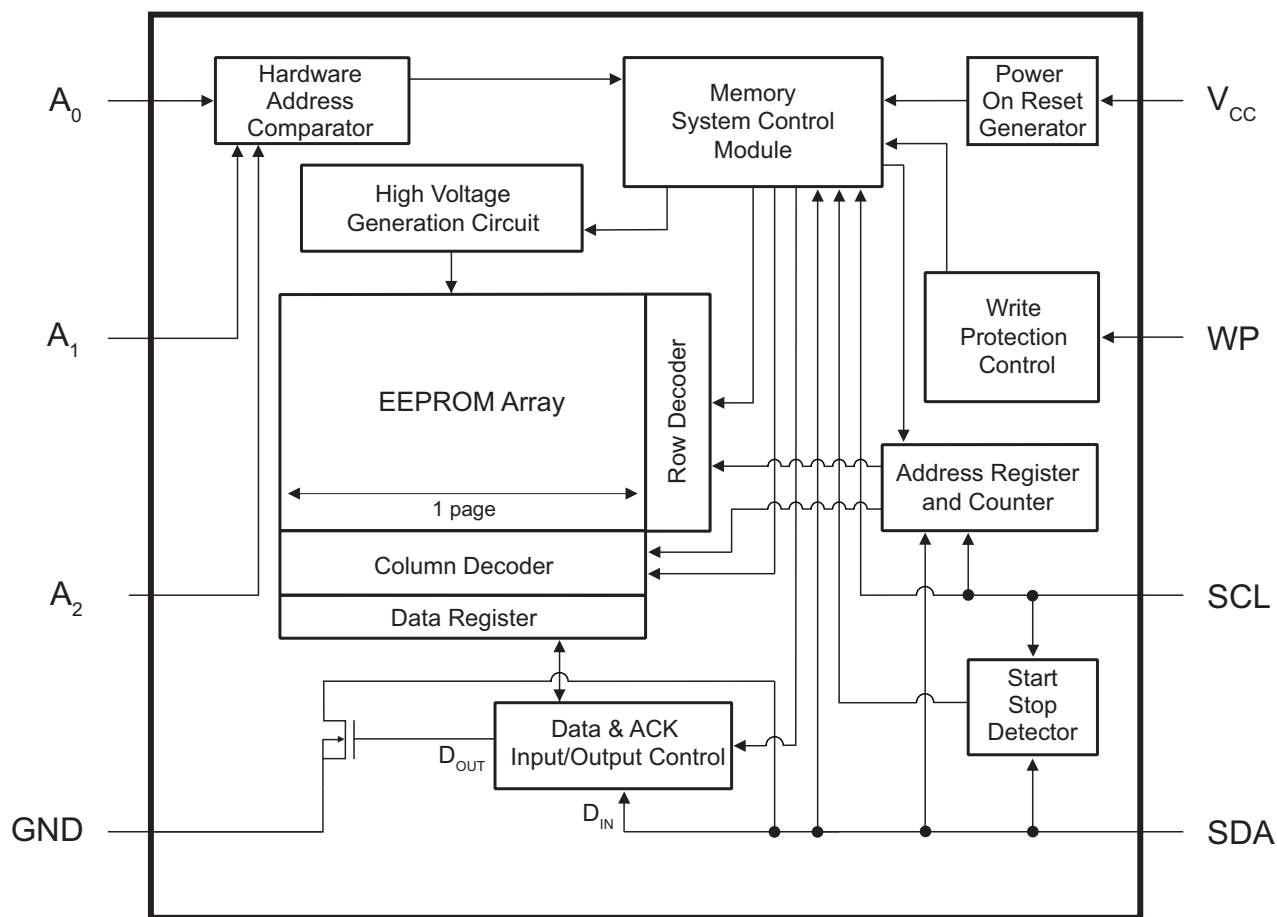 Hardware
Address
Comparator
Memory
System Control
Module
Power
On Reset
Generator
A0
VCC
High Voltage
Generation Circuit
Write
Protection
Control
A1
WP
EEPROM Array
Row Decoder
1 page
Address Register
and Counter
Column Decoder
A2
SCL
Data Register
Start
Stop
Detector
Data & ACK
Input/Output Control
DOUT
DIN
GND
SDA